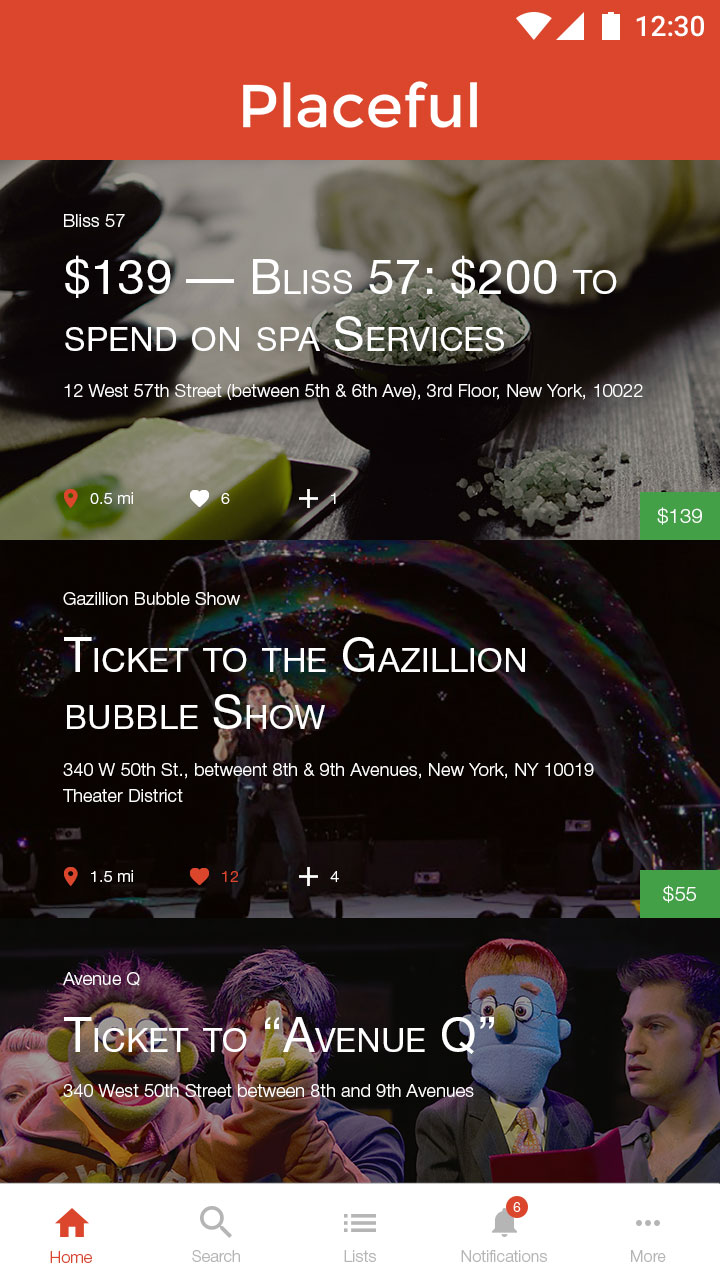 12:30
Placeful
Bliss 57
$139 — Bliss 57: $200 to
spend on spa Services
12 West 57th Street (between 5th & 6th Ave), 3rd Floor, New York, 10022
0.5 mi 6 1
$139
Gazillion Bubble Show
Ticket to the Gazillion
bubble Show
340 W 50th St., betweent 8th & 9th Avenues, New York, NY 10019
Theater District
1.5 mi 12 4
$55
Avenue Q
Ticket to “Avenue Q”
340 West 50th Street between 8th and 9th Avenues
6
Home Search Lists Notifications More